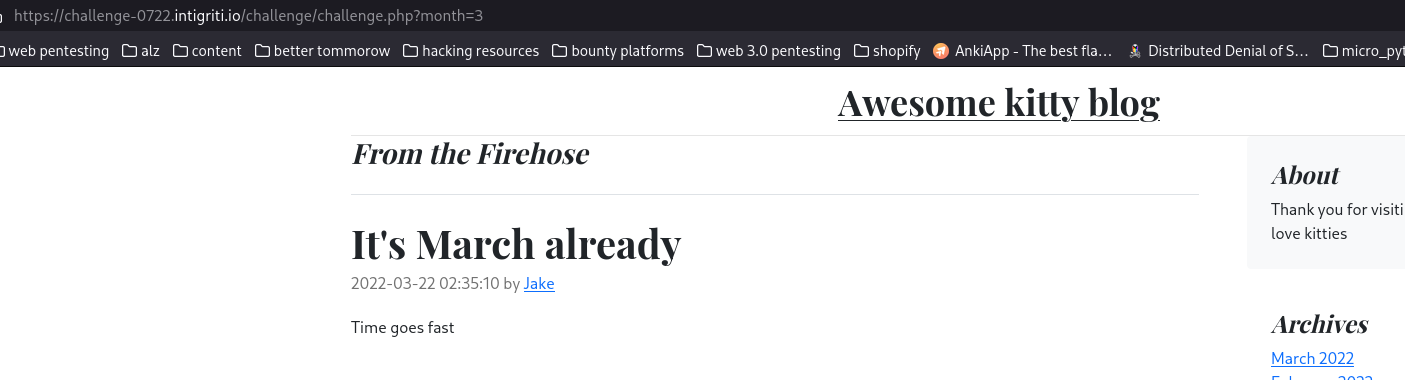 https://challenge-0722.intigriti.io/challenge/challenge.php?month=3
web pentesting alz content better tommorow hacking resources bounty platforms web 3.0 pentesting shopify AnkiApp - The best fla… Distributed Denial of S… micro_pyt
Awesome kitty blog
From the Firehose
About
Thank you for visiti
love kitties
It's March already
2022-03-22 02:35:10 by Jake
Time goes fast
Archives
March 2022